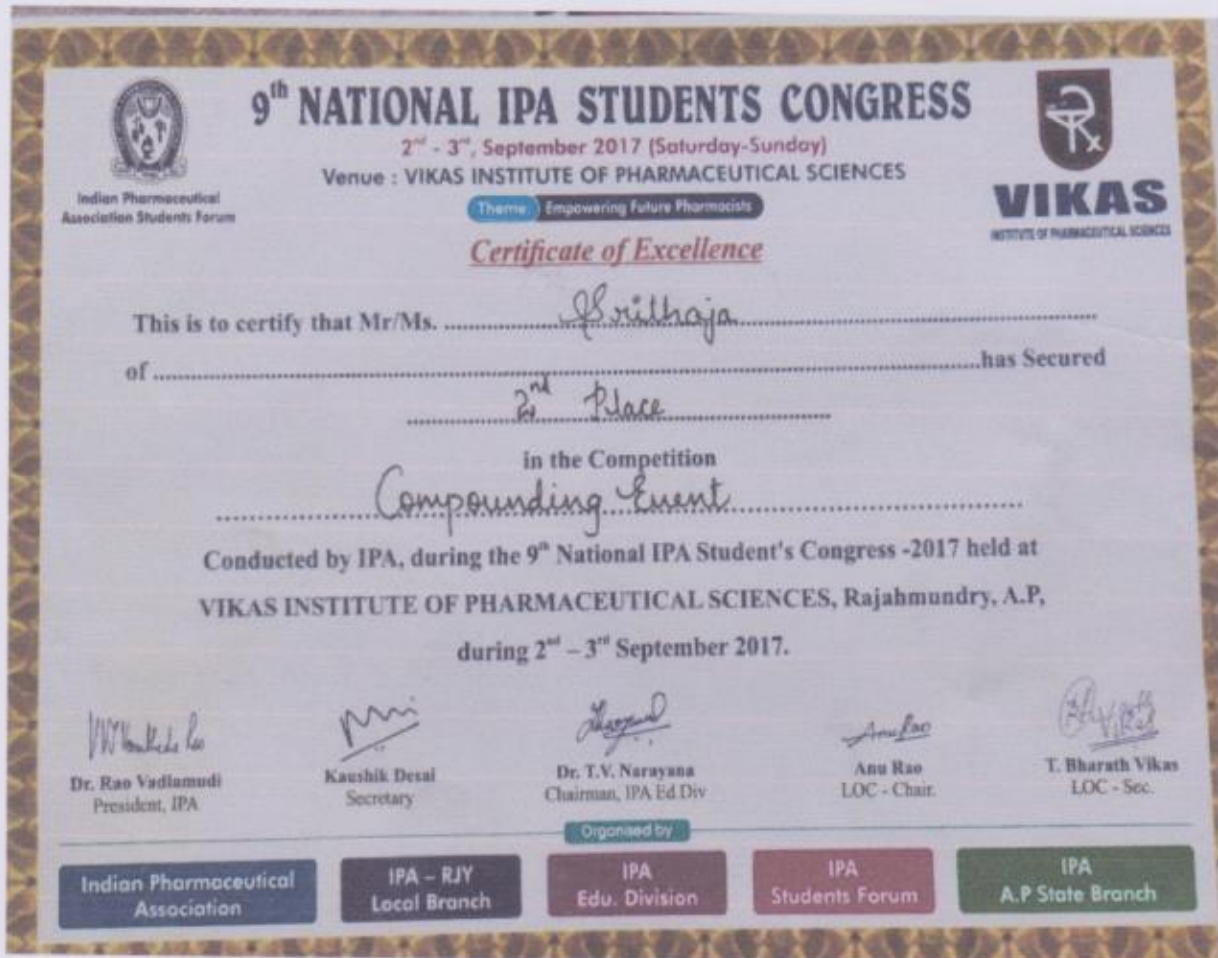 9th NATIONAL IPA STUDENTS CONGRESS
2nd - 3rd, September 2017 (Saturday-Sunday)
Venue : VIKAS INSTITUTE OF PHARMACEUTICAL SCIENCES
Theme Empowering Future Pharmacists
Indian Pharmaceutical
Association Students Forum
Rx
VIKAS
INSTITUTE OF PHARMACEUTICAL SCIENCES
Certificate of Excellence
This is to certify that Mr/Ms. Srithaja
of has Secured
2nd Place
in the Competition
Compounding Event
Conducted by IPA, during the 9th National IPA Student's Congress -2017 held at
VIKAS INSTITUTE OF PHARMACEUTICAL SCIENCES, Rajahmundry, A.P,
during 2nd – 3rd September 2017.
Anu Rao
Dr. Rao Vadlamudi
President, IPA
Kaushik Desai
Secretary
Dr. T.V. Narayana
Chairman, IPA Ed.Div
Anu Rao
LOC - Chair.
T. Bharath Vikas
LOC - Sec.
Organised by
Indian Pharmaceutical
Association
IPA – RJY
Local Branch
IPA
Edu. Division
IPA
Students Forum
IPA
A.P State Branch